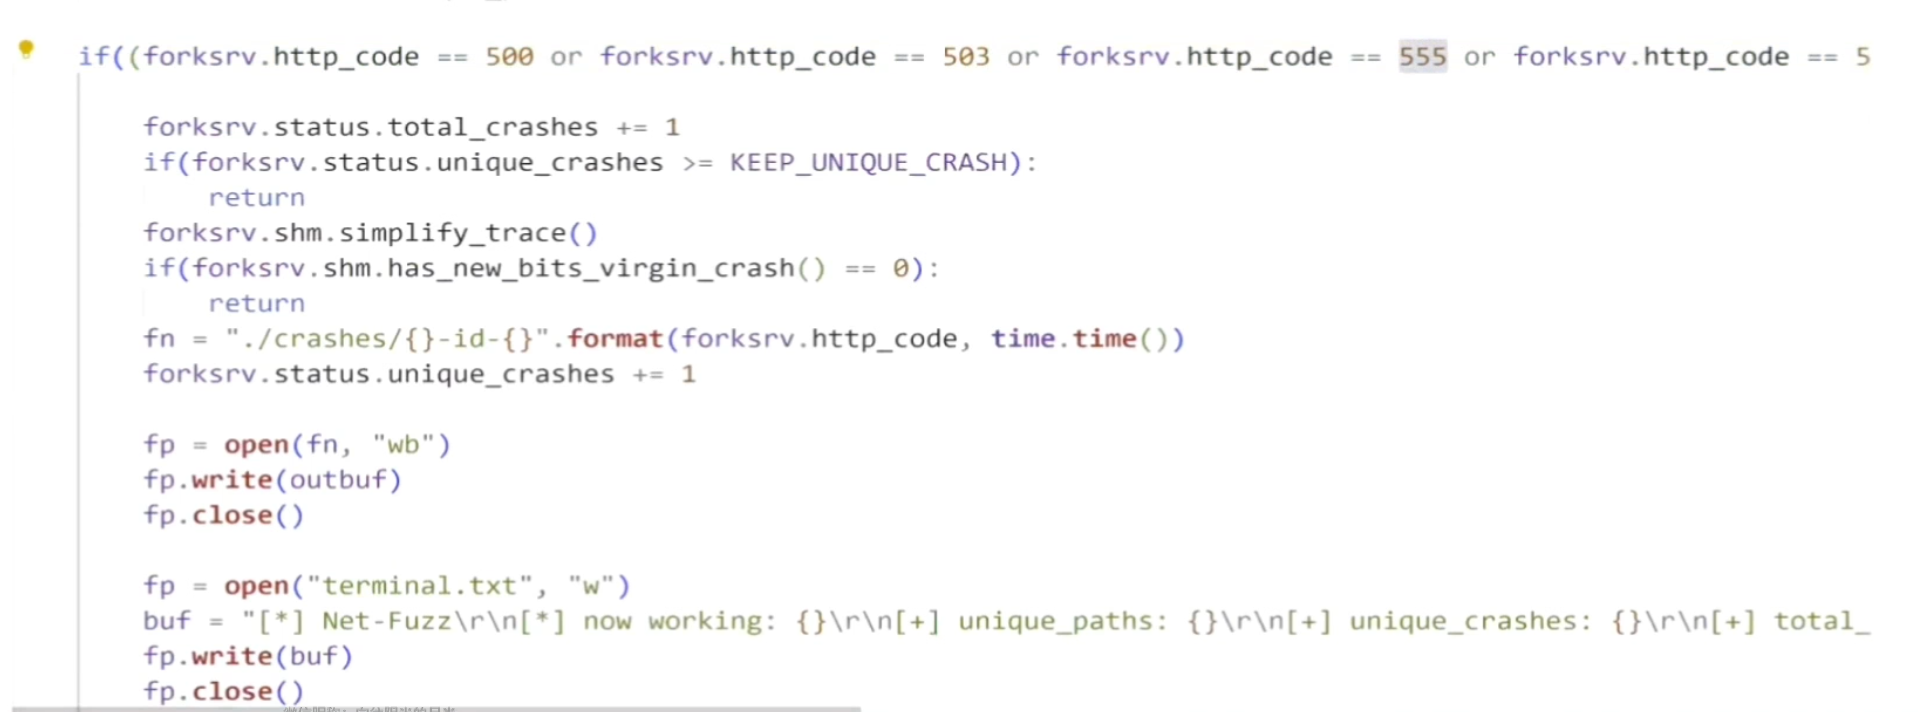 if((forksrv.http_code == 500 or forksrv.http_code == 503 or forksrv.http_code == 555 or forksrv.http_code == 5
forksrv.status.total_crashes += 1
if(forksrv.status.unique_crashes >= KEEP_UNIQUE_CRASH):
return
forksrv.shm.simplify_trace()
if(forksrv.shm.has_new_bits_virgin_crash() == 0):
return
fn = "./crashes/{}-id-{}".format(forksrv.http_code, time.time())
forksrv.status.unique_crashes += 1
fp = open(fn, "wb")
fp.write(outbuf)
fp.close()
fp = open("terminal.txt", "w")
buf = "[*] Net-Fuzz\r\n[*] now working: {}\r\n[+] unique_paths: {}\r\n[+] unique_crashes: {}\r\n[+] total_
fp.write(buf)
fp.close()